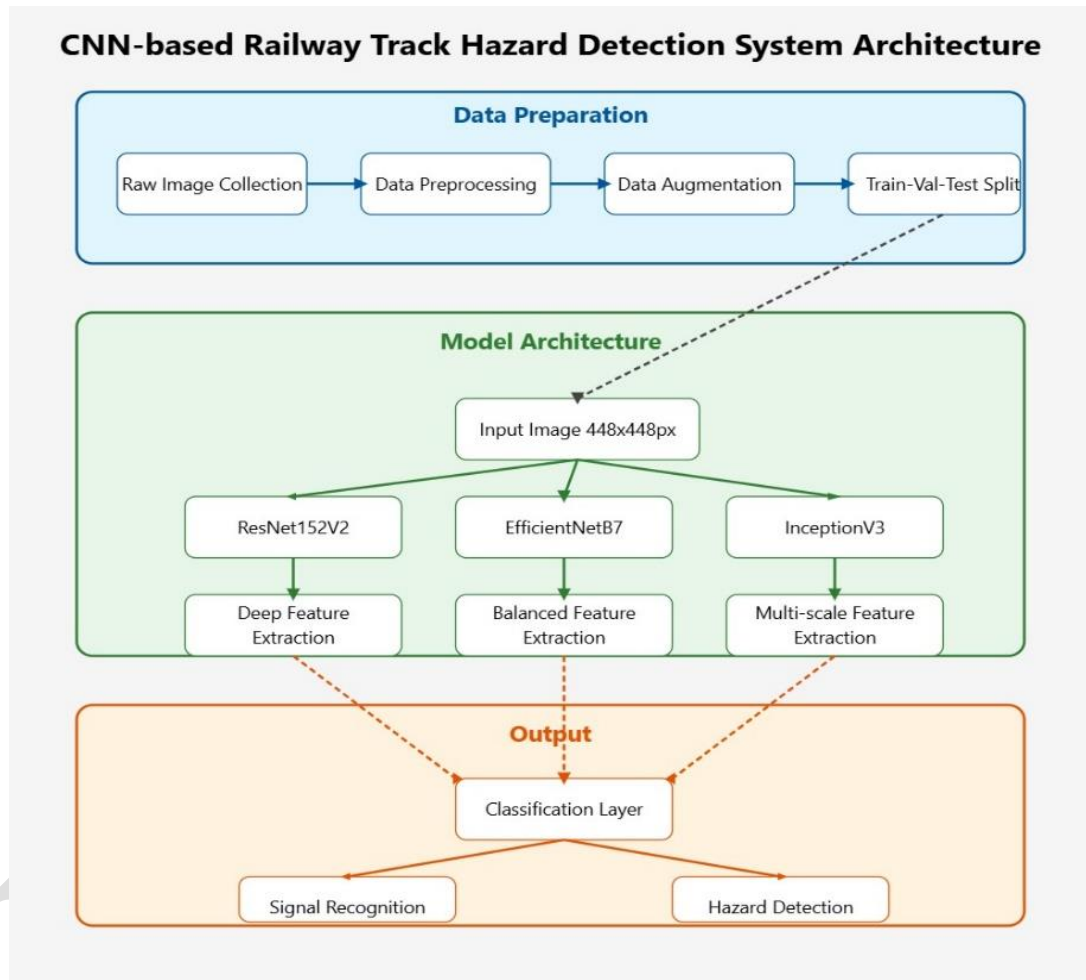 CNN-based Railway Track Hazard Detection System Architecture
Data Preparation
Raw Image Collection
Data Preprocessing
Data Augmentation
Train-Val-Test Split
Model Architecture
Input Image 448x448px
ResNet152V2
EfficientNetB7
InceptionV3
Deep Feature
Extraction
Balanced Feature
Extraction
Multi-scale Feature
Extraction
Output
Classification Layer
Signal Recognition
Hazard Detection